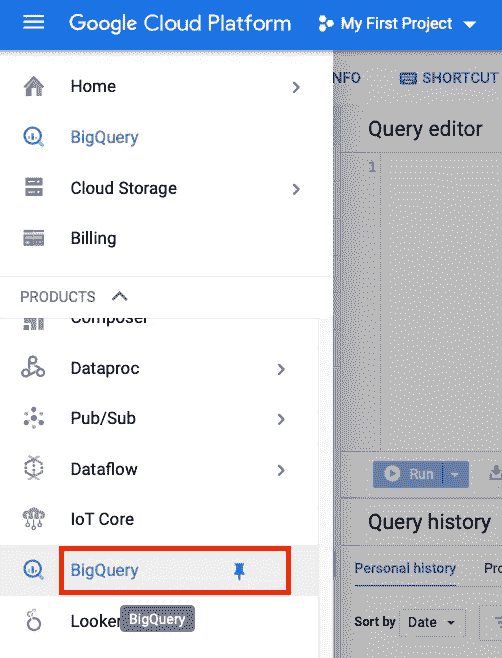 Google Cloud Platform My First Project
Home
BigQuery
Cloud Storage
Billing
PRODUCTS
Composer
Dataproc
Pub/Sub
Dataflow
IoT Core
BigQuery
Looker
BigQuery
NFO SHORTCUT
Query editor
1
Run
Query history
Personal history Pro
Sort by Date